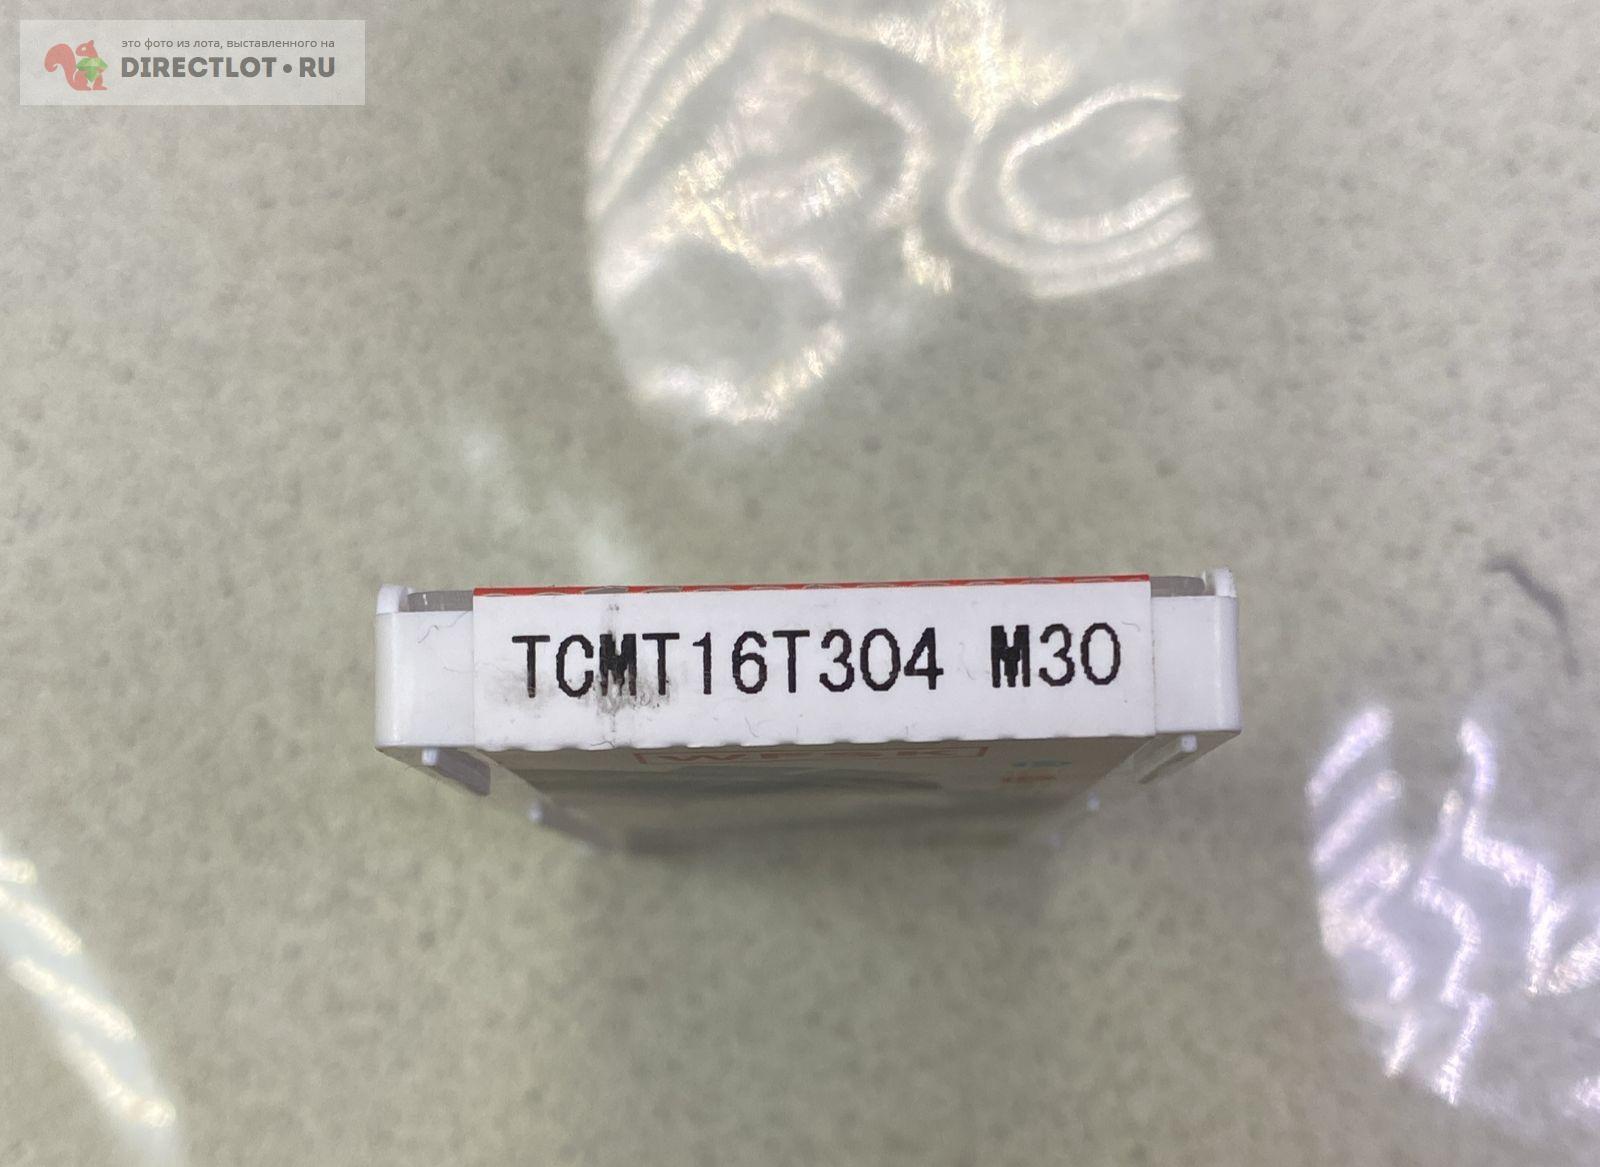 это фото из лота, выставленного на
DIRECTLOT•RU
TCMT16T304 M30